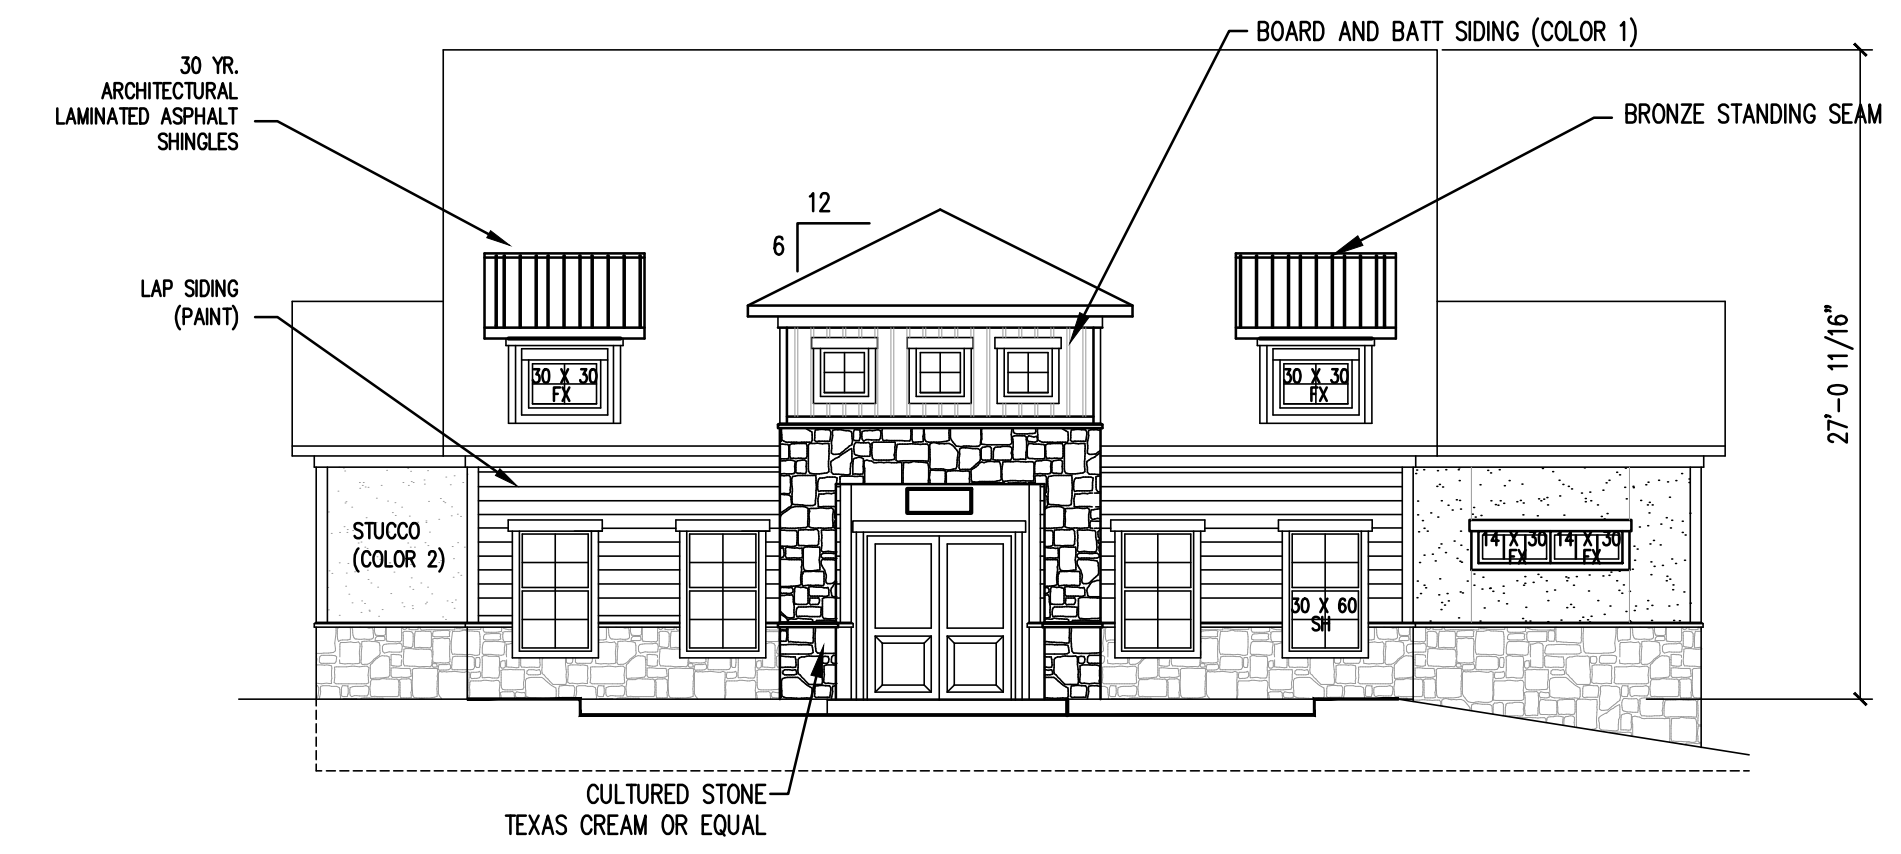 BOARD AND BATT SIDING (COLOR 1)
30 YR.
ARCHITECTURAL
LAMINATED ASPHALT
SHINGLES
BRONZE STANDING SEAM
12
6
LAP SIDING
(PAINT)
27'-0 11/16"
30 X 30
FX
30 X 30
FX
STUCCO
(COLOR 2)
14 X 30
FX
14 X 30
FX
30 X 60
SH
CULTURED STONE
TEXAS CREAM OR EQUAL